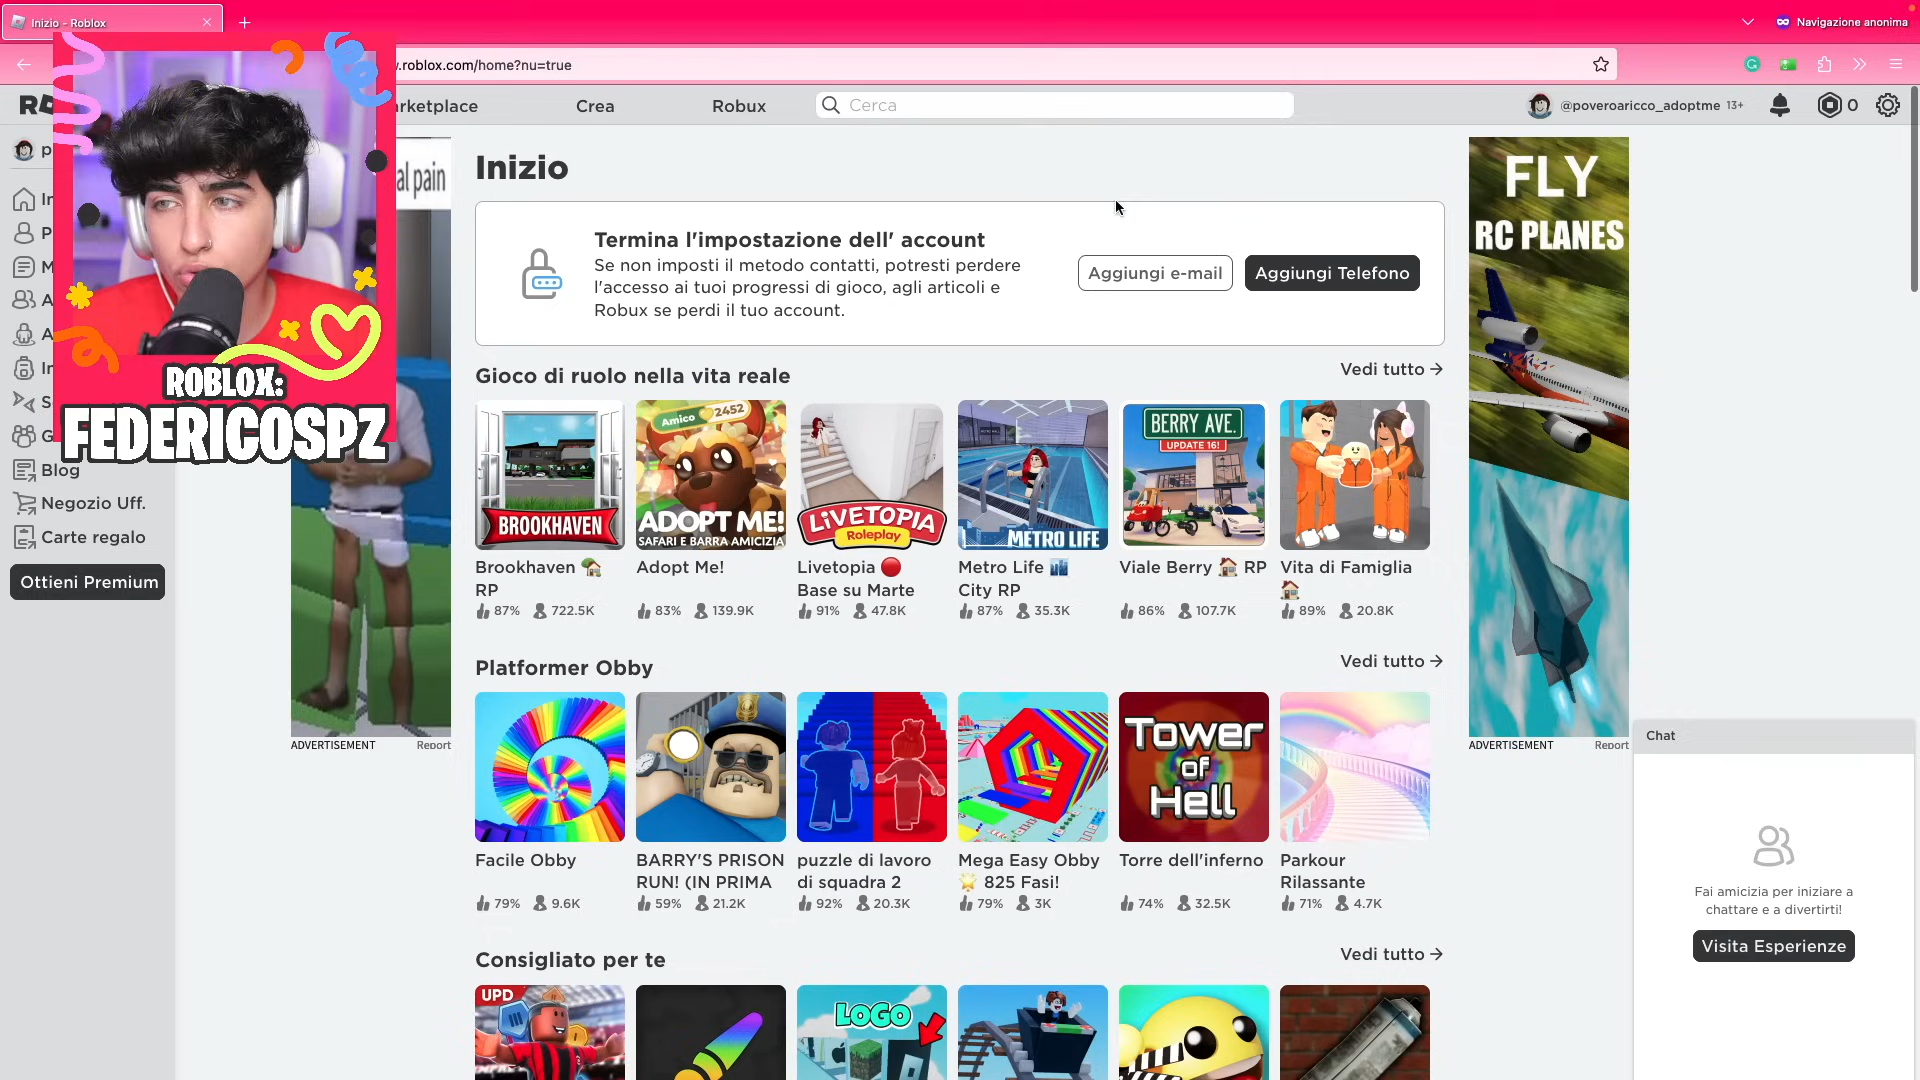 Inizio - Roblox
Navigazione anonima
.roblox.com/home?nu=true
Crea
Robux
Cerca
@poveroaricco_adoptme 13+
0
al pain
Inizio
Termina l'impostazione dell' account
Se non imposti il metodo contatti, potresti perdere
l'accesso ai tuoi progressi di gioco, agli articoli e
Robux se perdi il tuo account.
Aggiungi e-mail
Aggiungi Telefono
ROBLOX:
FEDERICOSPZ
Blog
Negozio Uff.
Carte regalo
Ottieni Premium
Gioco di ruolo nella vita reale
Vedi tutto →
BROOKHAVEN
Amico 2452
ADOPT ME!
SAFARI E BARRA AMICIZIA
LIVETOPIA
Roleplay
METRO LIFE
BERRY AVE.
UPDATE 16!
Brookhaven 🏡
RP
87% 722.5K
Adopt Me!
83% 139.9K
Livetopia 🔴
Base su Marte
91% 47.8K
Metro Life 🏙️
City RP
87% 35.3K
Viale Berry 🏠 RP
86% 107.7K
Vita di Famiglia
🏠
89% 20.8K
Platformer Obby
Vedi tutto →
Tower
of
Hell
Facile Obby
79% 9.6K
BARRY'S PRISON
RUN! (IN PRIMA
59% 21.2K
puzzle di lavoro
di squadra 2
92% 20.3K
Mega Easy Obby
🌟 825 Fasi!
79% 3K
Torre dell'inferno
74% 32.5K
Parkour
Rilassante
71% 4.7K
Consigliato per te
Vedi tutto →
UPD
LOGO
ADVERTISEMENT
Report
FLY
RC PLANES
ADVERTISEMENT
Report
Chat
Fai amicizia per iniziare a
chattare e a divertirti!
Visita Esperienze